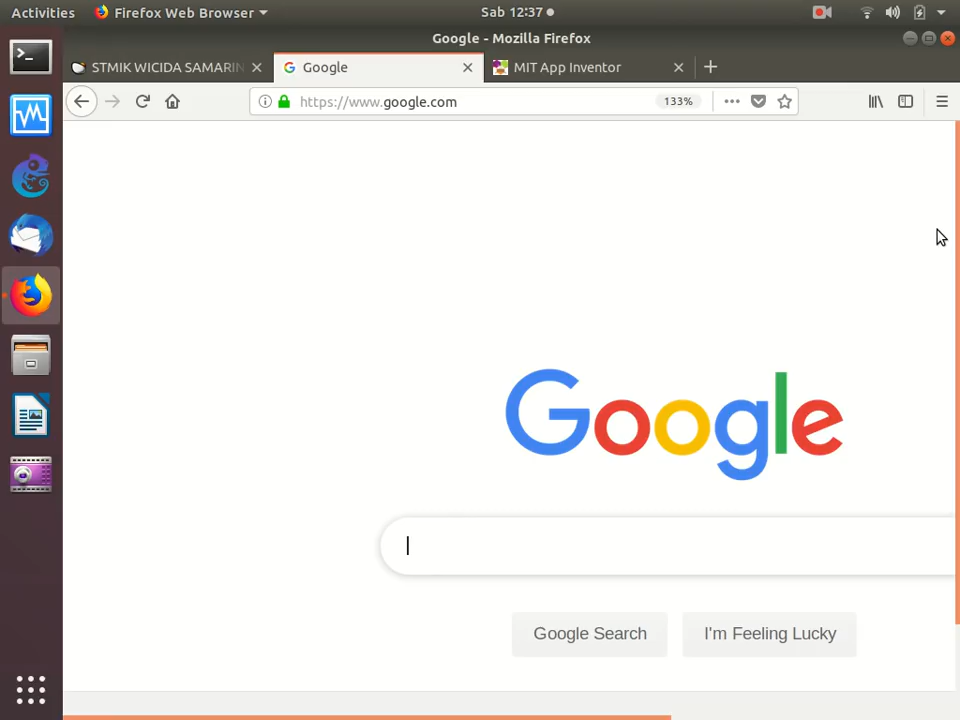 Activities Firefox Web Browser Sab 12:37
Google - Mozilla Firefox
STMIK WICIDA SAMARIN Google MIT App Inventor
https://www.google.com 133%
Google
Google Search I'm Feeling Lucky